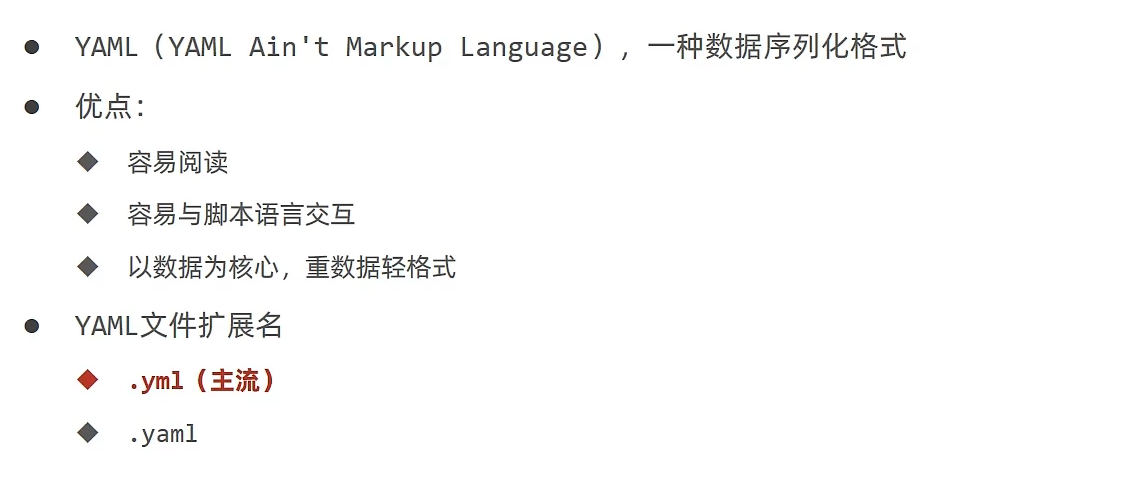 YAML（YAML Ain't Markup Language），一种数据序列化格式
优点：
容易阅读
容易与脚本语言交互
以数据为核心，重数据轻格式
YAML文件扩展名
.yml（主流）
.yaml